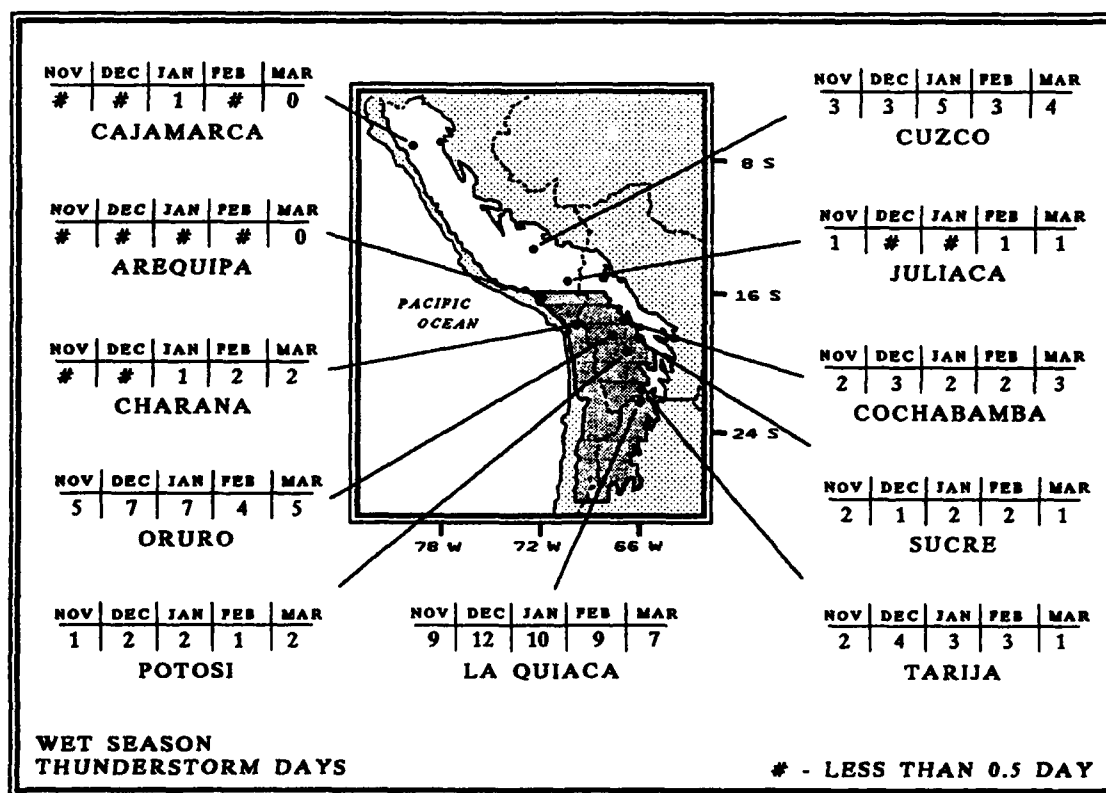 NOV DEC JAN FEB MAR
# # 1 # 0
CAJAMARCA
NOV DEC JAN FEB MAR
# # # # 0
AREQUIPA
NOV DEC JAN FEB MAR
# # 1 2 2
CHARANA
NOV DEC JAN FEB MAR
5 7 7 4 5
ORURO
NOV DEC JAN FEB MAR
1 2 2 1 2
POTOSI
PACIFIC
OCEAN
8 S
16 S
24 S
78 W 72 W 66 W
NOV DEC JAN FEB MAR
9 12 10 9 7
LA QUIACA
NOV DEC JAN FEB MAR
3 3 5 3 4
CUZCO
NOV DEC JAN FEB MAR
1 # # 1 1
JULIACA
NOV DEC JAN FEB MAR
2 3 2 2 3
COCHABAMBA
NOV DEC JAN FEB MAR
2 1 2 2 1
SUCRE
NOV DEC JAN FEB MAR
2 4 3 3 1
TARIJA
WET SEASON
THUNDERSTORM DAYS
# - LESS THAN 0.5 DAY